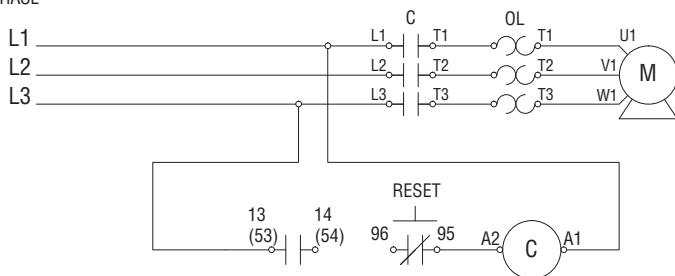 L1 L1 C T1 OL T1 U1
L2 L2 T2 T2 V1 M
L3 L3 T3 T3 W1
RESET
13 14
(53) (54) 96 95 A2 C A1